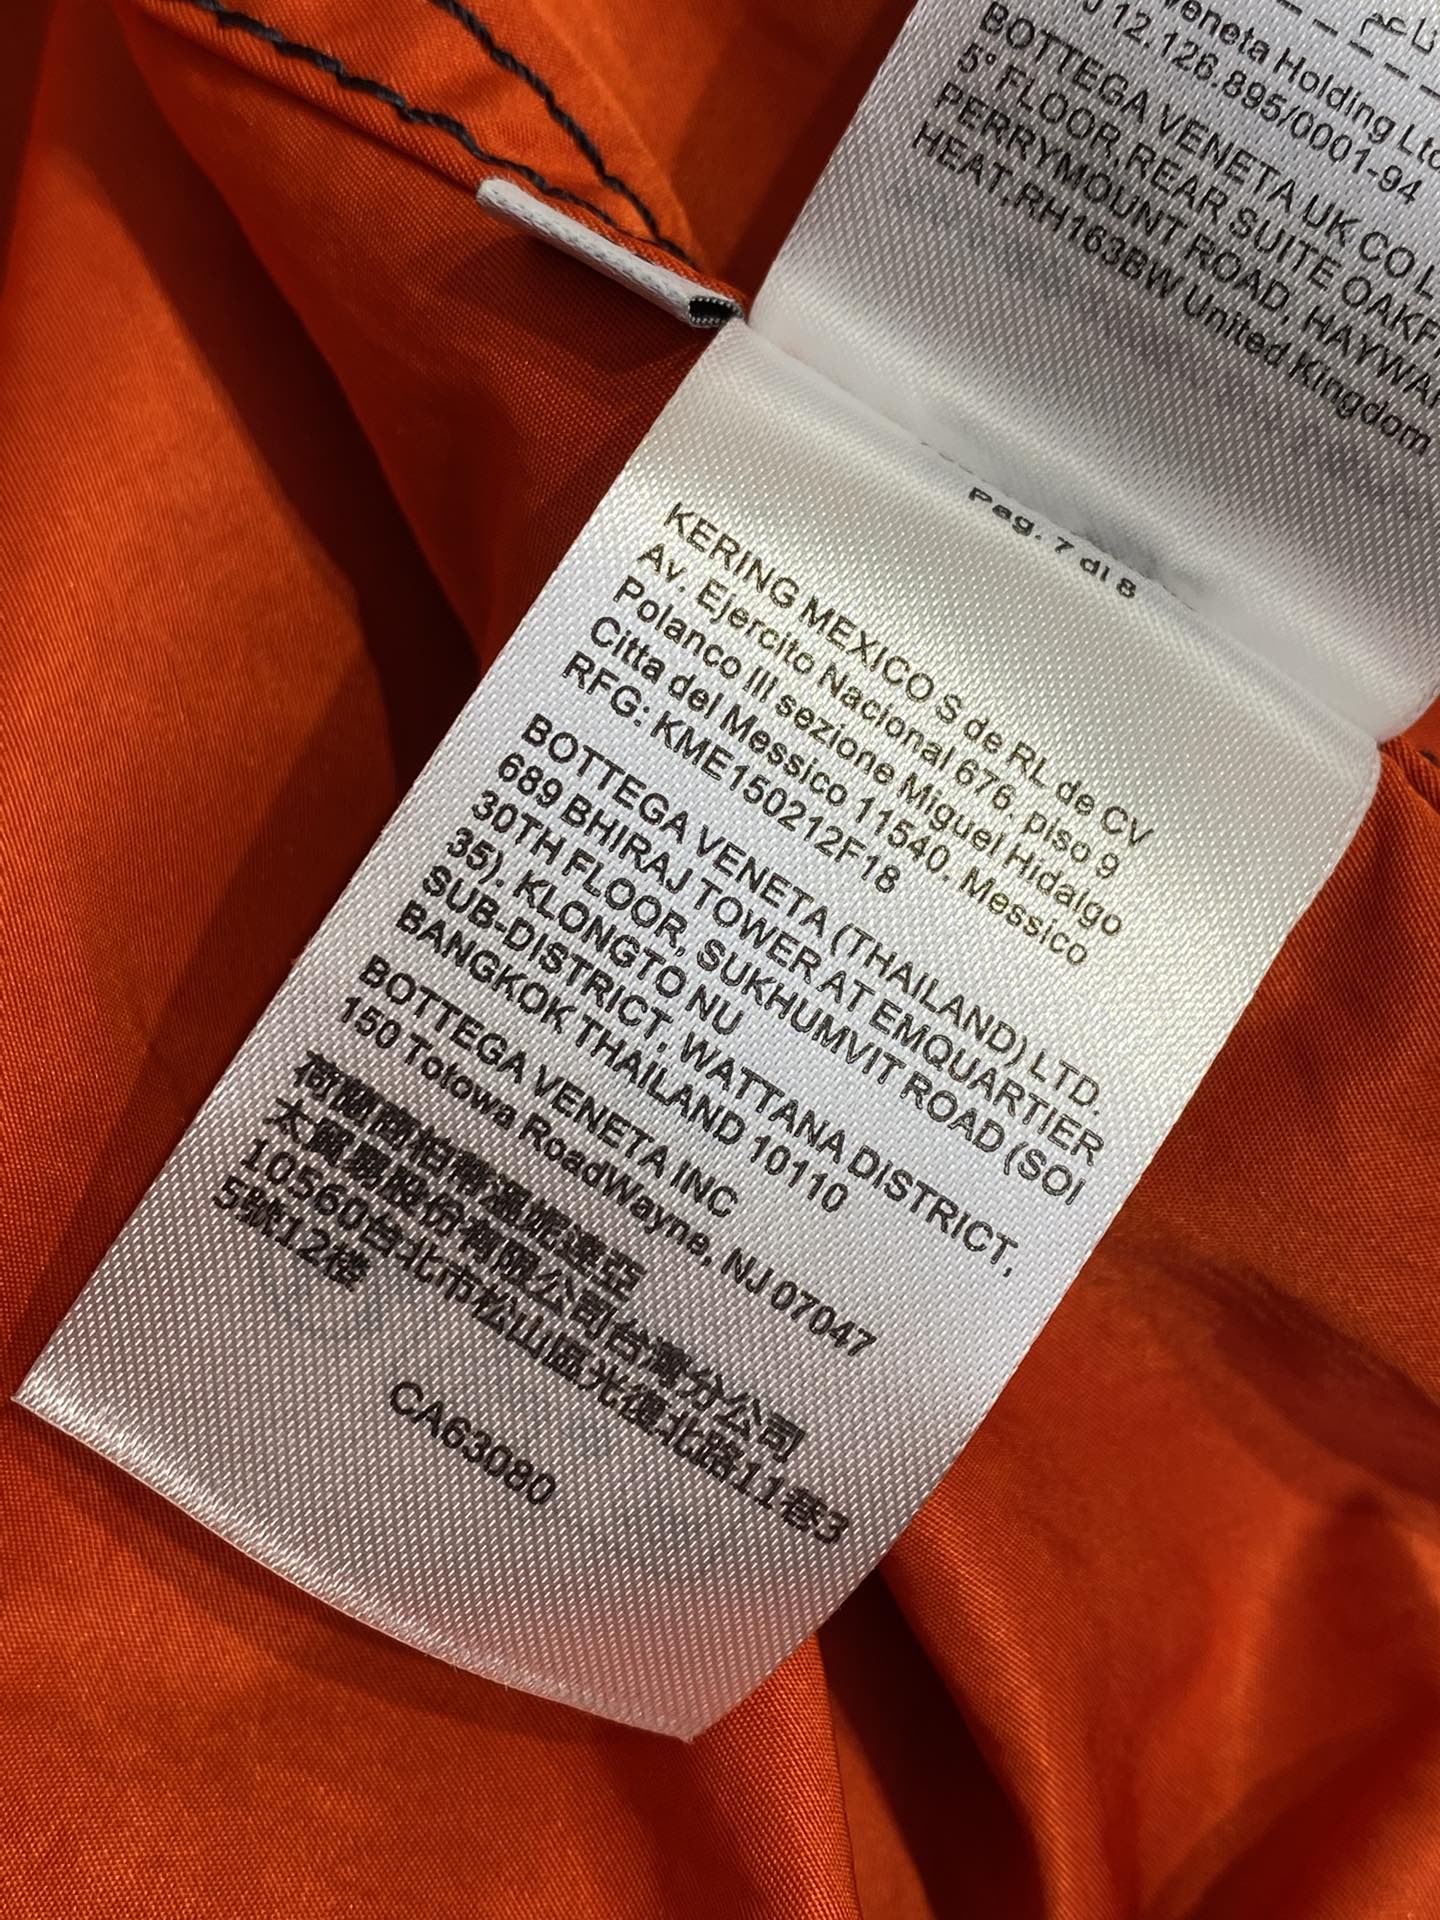 ناعم
Veneta Holding Ltd
J 12.126.895/0001-94
BOTTEGA VENETA UK CO L
5° FLOOR,REAR SUITE OAKF
PERRYMOUNT ROAD, HAYWAR
HEAT,RH163BW United Kingdom
Pag. 7 di 8
KERING MEXICO S de RL de CV
Av. Ejercito Nacional 676. piso 9
Polanco III sezione Miguel Hidalgo
Citta del Messico 11540. Messico
RFG: KME150212F18
BOTTEGA VENETA (THAILAND) LTD.
689 BHIRAJ TOWER AT EMQUARTIER
30TH FLOOR, SUKHUMVIT ROAD (SOI
35). KLONGTO NU
SUB-DISTRICT, WATTANA DISTRICT,
BANGKOK THAILAND 10110
BOTTEGA VENETA INC
150 Totowa RoadWayne, NJ 07047
荷蘭商柏帝溫妮達亞
太貿易股份有限公司台灣分公司
10560台北市松山區光復北路11巷3
5號12樓
CA63080